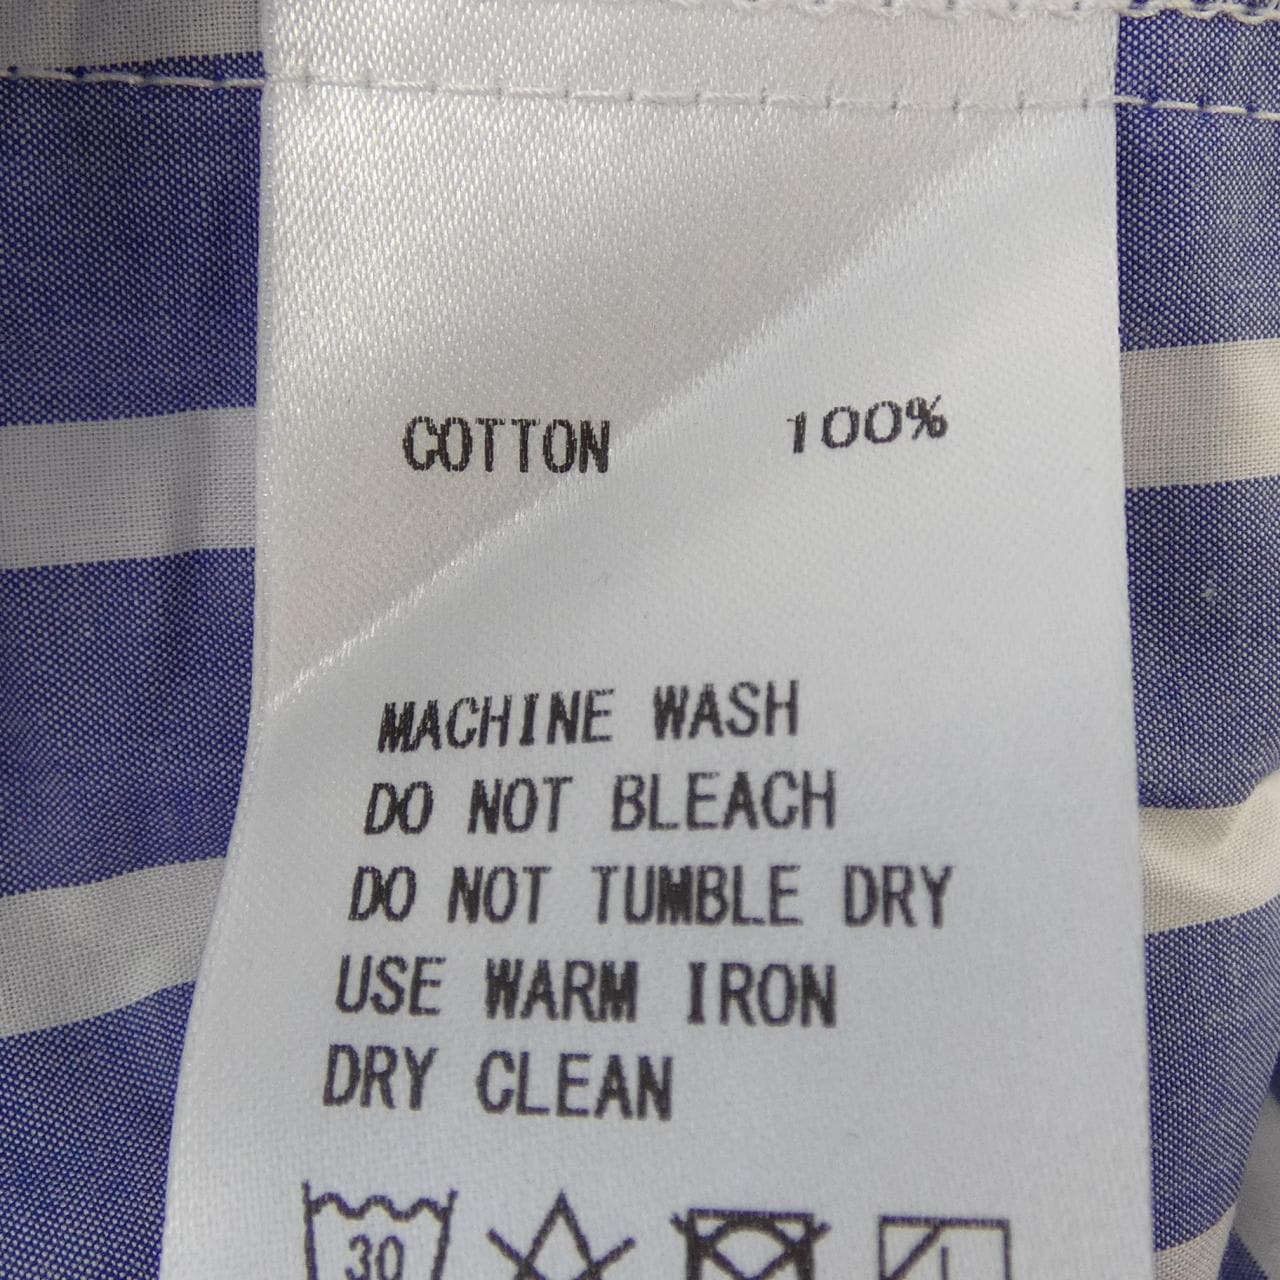 COTTON 100%
MACHINE WASH
DO NOT BLEACH
DO NOT TUMBLE DRY
USE WARM IRON
DRY CLEAN
30